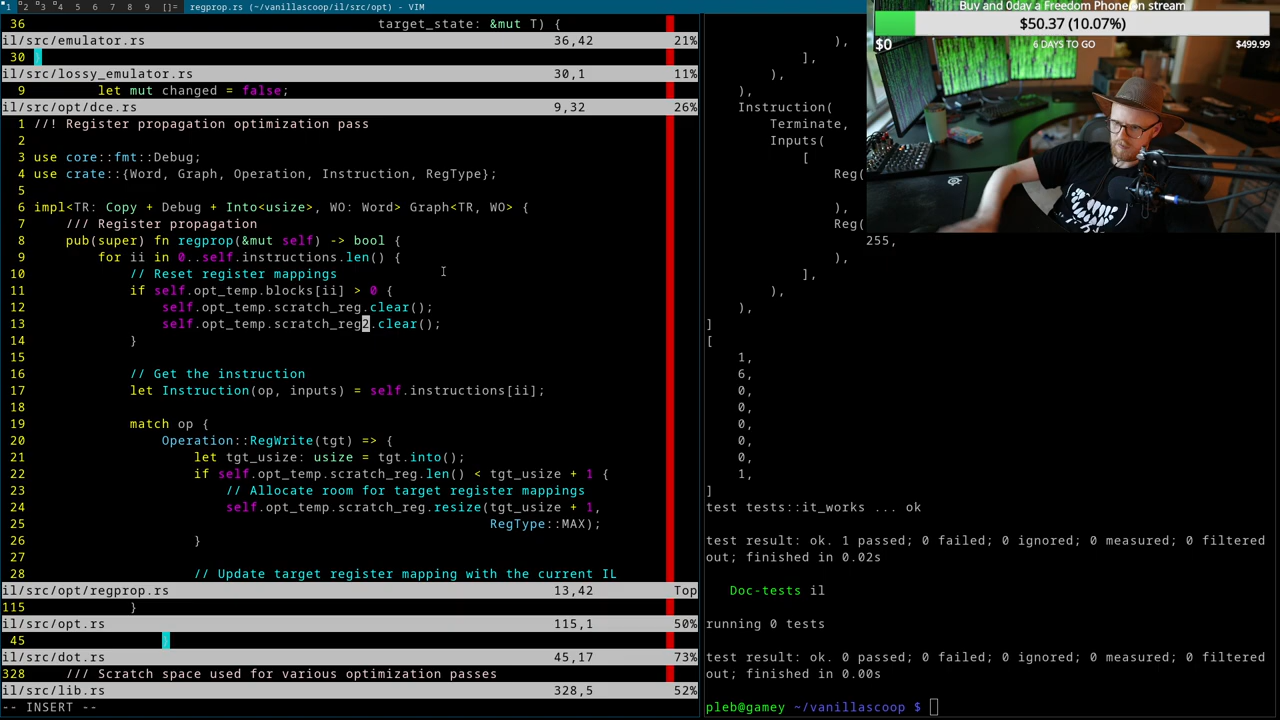 1 2 3 4 5 6 7 8 9 []= regprop.rs (~/vanillascoop/il/src/opt) - VIM
36 target_state: &mut T) {
il/src/emulator.rs 36,42 21%
30 }
il/src/lossy_emulator.rs 30,1 11%
9 let mut changed = false;
il/src/opt/dce.rs 9,32 26%
1 //! Register propagation optimization pass
2
3 use core::fmt::Debug;
4 use crate::{Word, Graph, Operation, Instruction, RegType};
5
6 impl<TR: Copy + Debug + Into<usize>, WO: Word> Graph<TR, WO> {
7 /// Register propagation
8 pub(super) fn regprop(&mut self) -> bool {
9 for ii in 0..self.instructions.len() {
10 // Reset register mappings
11 if self.opt_temp.blocks[ii] > 0 {
12 self.opt_temp.scratch_reg.clear();
13 self.opt_temp.scratch_reg2.clear();
14 }
15
16 // Get the instruction
17 let Instruction(op, inputs) = self.instructions[ii];
18
19 match op {
20 Operation::RegWrite(tgt) => {
21 let tgt_usize: usize = tgt.into();
22 if self.opt_temp.scratch_reg.len() < tgt_usize + 1 {
23 // Allocate room for target register mappings
24 self.opt_temp.scratch_reg.resize(tgt_usize + 1,
25 RegType::MAX);
26 }
27
28 // Update target register mapping with the current IL
il/src/opt/regprop.rs 13,42 Top
115 }
il/src/opt.rs 115,1 50%
45 }
il/src/dot.rs 45,17 73%
328 /// Scratch space used for various optimization passes
il/src/lib.rs 328,5 52%
-- INSERT --
),
],
),
),
Instruction(
Terminate,
Inputs(
[
Reg(
),
Reg(
255,
),
],
),
),
]
[
1,
6,
0,
0,
0,
0,
0,
1,
]
test tests::it_works ... ok
test result: ok. 1 passed; 0 failed; 0 ignored; 0 measured; 0 filtered
out; finished in 0.02s
Doc-tests il
running 0 tests
test result: ok. 0 passed; 0 failed; 0 ignored; 0 measured; 0 filtered
out; finished in 0.00s
pleb@gamey ~/vanillascoop $
Buy and 0day a Freedom Phone on stream
$50.37 (10.07%)
$0 6 DAYS TO GO $499.99